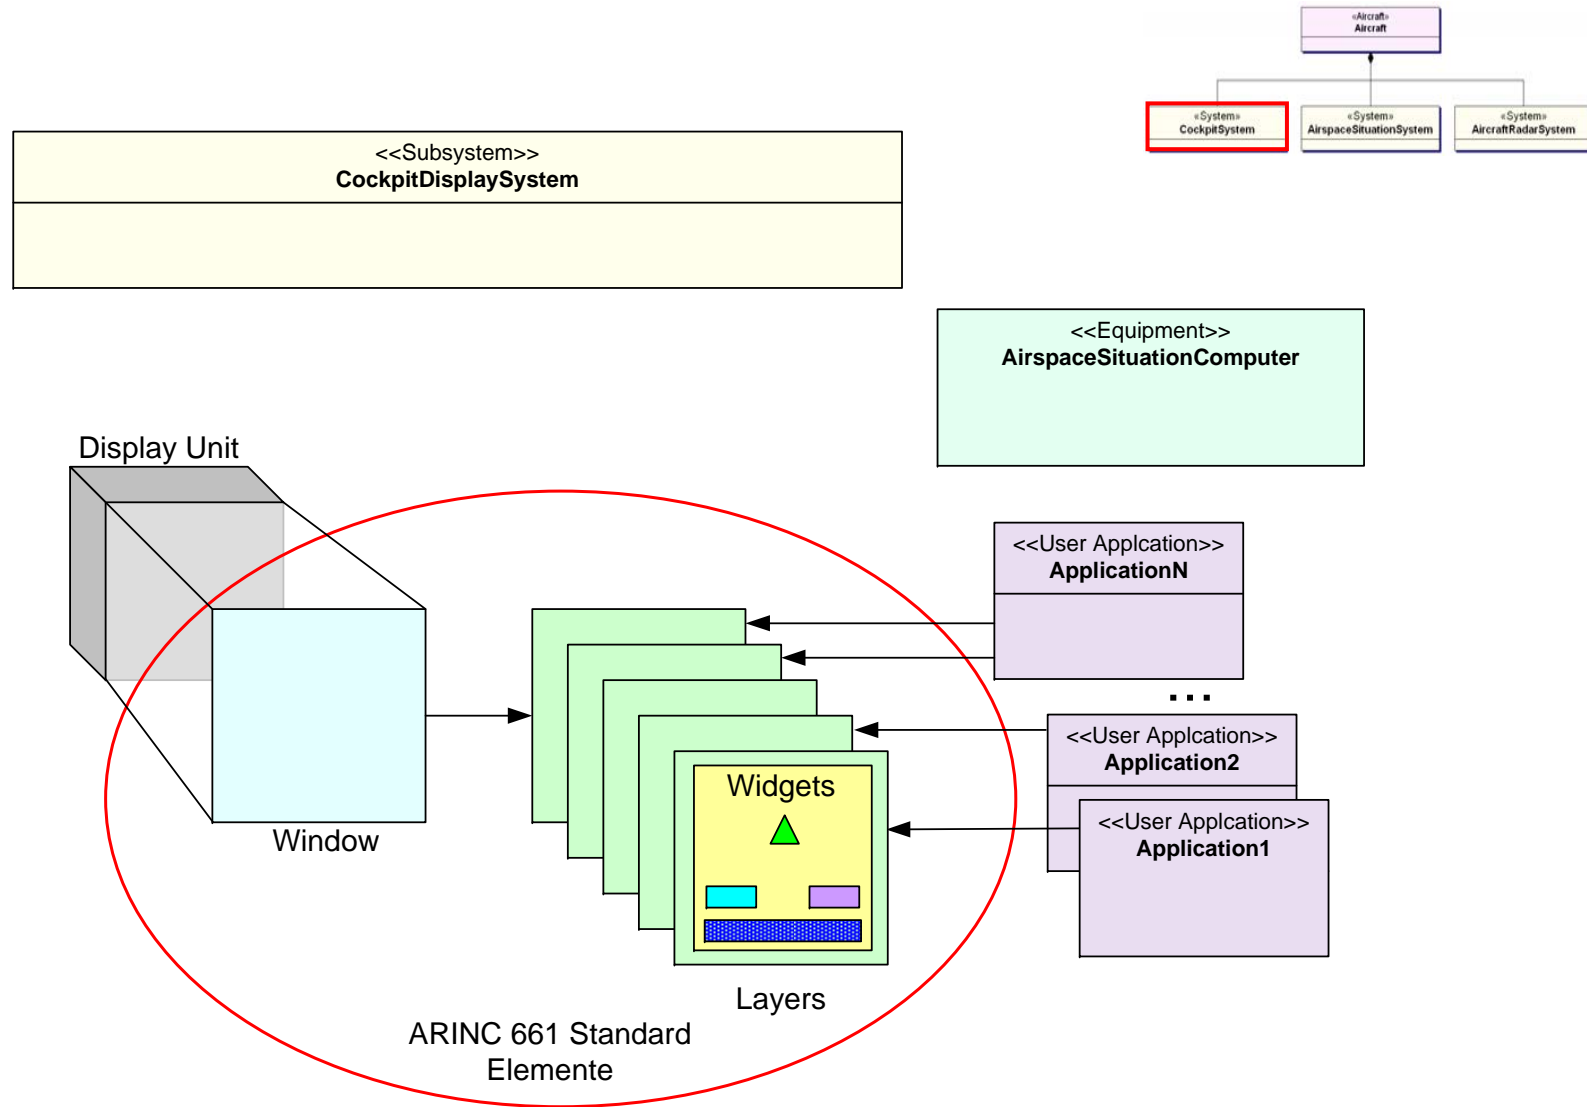 «Aircraft»
Aircraft
«System»
CockpitSystem
«System»
AirspaceSituationSystem
«System»
AircraftRadarSystem
<<Subsystem>>
CockpitDisplaySystem
<<Equipment>>
AirspaceSituationComputer
Display Unit
<<User Applcation>>
ApplicationN
...
<<User Applcation>>
Application2
<<User Applcation>>
Application1
Widgets
Window
Layers
ARINC 661 Standard
Elemente